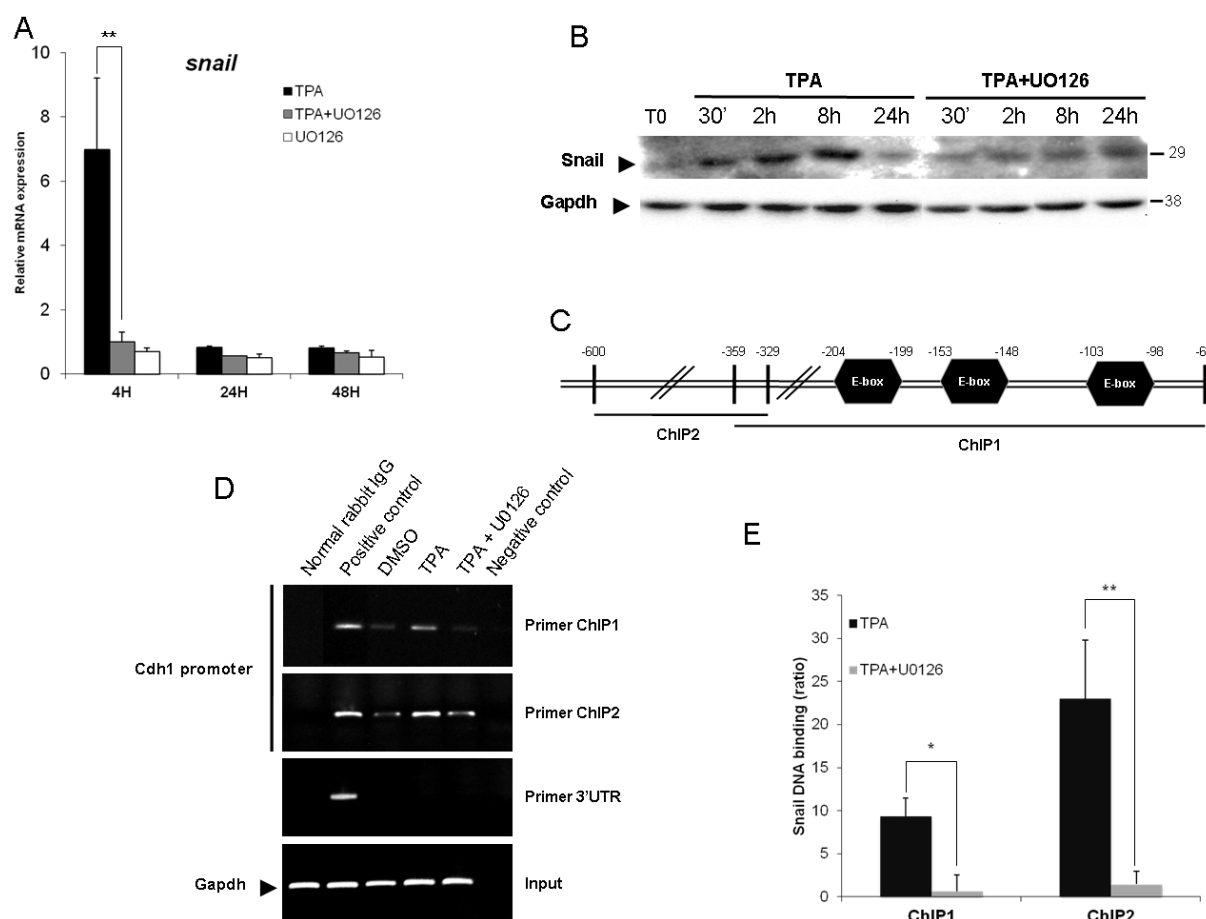 A
**
snail
Relative mRNA expression
10
8
6
4
2
0
TPA
TPA+UO126
UO126
4H
24H
48H
B
TPA
TPA+UO126
T0 30' 2h 8h 24h 30' 2h 8h 24h
Snail
29
Gapdh
38
C
-600 -359 -329 -204 -199 -153 -148 -103 -98
E-box E-box E-box
ChIP2
ChIP1
D
Normal rabbit IgG
Positive control
DMSO
TPA
TPA + U0126
Negative control
Cdh1 promoter
Primer ChIP1
Primer ChIP2
Primer 3'UTR
Gapdh
Input
E
Snail DNA binding (ratio)
35
30
25
20
15
10
5
0
TPA
TPA+U0126
*
**
ChIP1
ChIP2